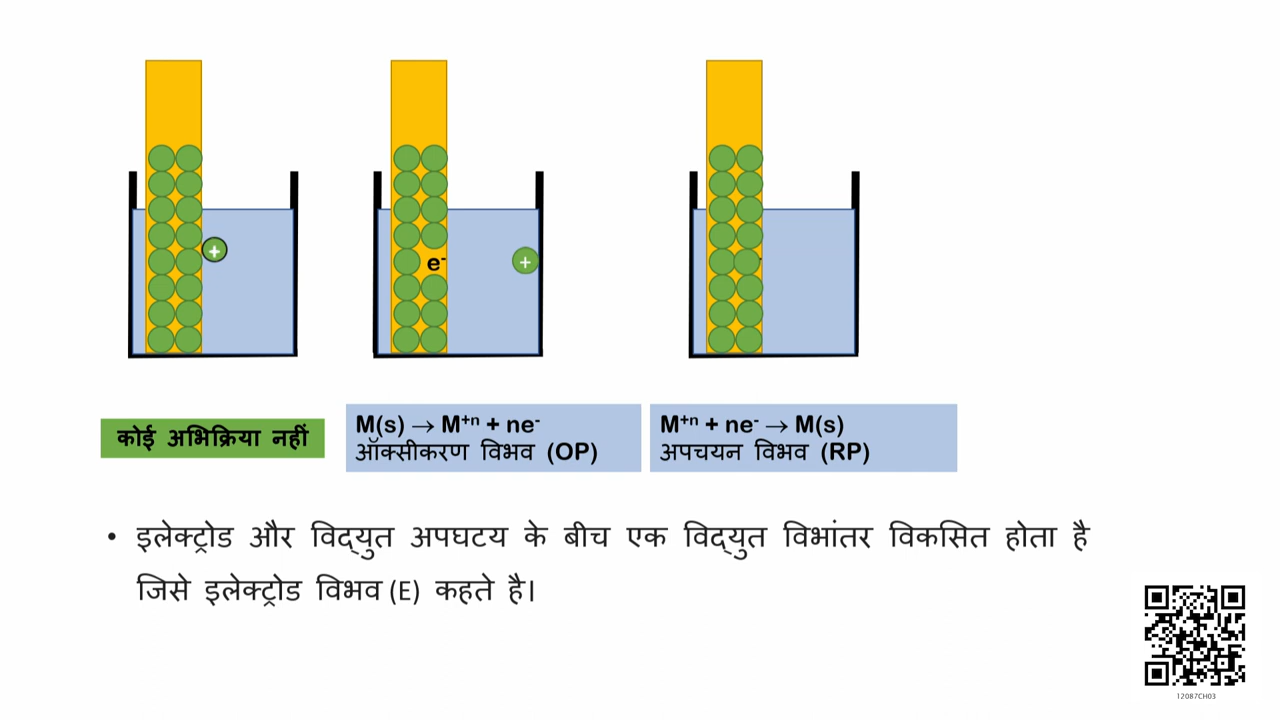 +
e⁻
+
कोई अभिक्रिया नहीं
M(s) → M⁺ⁿ + ne⁻
ऑक्सीकरण विभव (OP)
M⁺ⁿ + ne⁻ → M(s)
अपचयन विभव (RP)
• इलेक्ट्रोड और विद्‌युत अपघटय के बीच एक विद्‌युत विभांतर विकसित होता है
जिसे इलेक्ट्रोड विभव (E) कहते है।
12087CH03